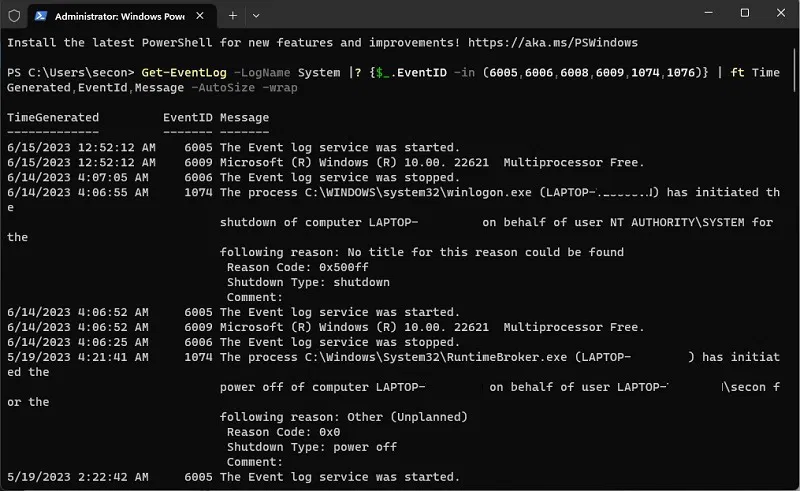 Administrator: Windows Powe
Install the latest PowerShell for new features and improvements! https://aka.ms/PSWindows
PS C:\Users\secon> Get-EventLog -LogName System |? {$_.EventID -in (6005,6006,6008,6009,1074,1076)} | ft Time
Generated,EventId,Message -AutoSize -wrap
TimeGenerated EventID Message
------------- ------- -------
6/15/2023 12:52:12 AM 6005 The Event log service was started.
6/15/2023 12:52:12 AM 6009 Microsoft (R) Windows (R) 10.00. 22621 Multiprocessor Free.
6/14/2023 4:07:05 AM 6006 The Event log service was stopped.
6/14/2023 4:06:55 AM 1074 The process C:\WINDOWS\system32\winlogon.exe (LAPTOP- ) has initiated th
e
shutdown of computer LAPTOP- on behalf of user NT AUTHORITY\SYSTEM for
the
following reason: No title for this reason could be found
Reason Code: 0x500ff
Shutdown Type: shutdown
Comment:
6/14/2023 4:06:52 AM 6005 The Event log service was started.
6/14/2023 4:06:52 AM 6009 Microsoft (R) Windows (R) 10.00. 22621 Multiprocessor Free.
6/14/2023 4:06:25 AM 6006 The Event log service was stopped.
5/19/2023 4:21:41 AM 1074 The process C:\Windows\System32\RuntimeBroker.exe (LAPTOP- ) has initiat
ed the
power off of computer LAPTOP- on behalf of user LAPTOP- \secon f
or the
following reason: Other (Unplanned)
Reason Code: 0x0
Shutdown Type: power off
Comment:
5/19/2023 2:22:42 AM 6005 The Event log service was started.